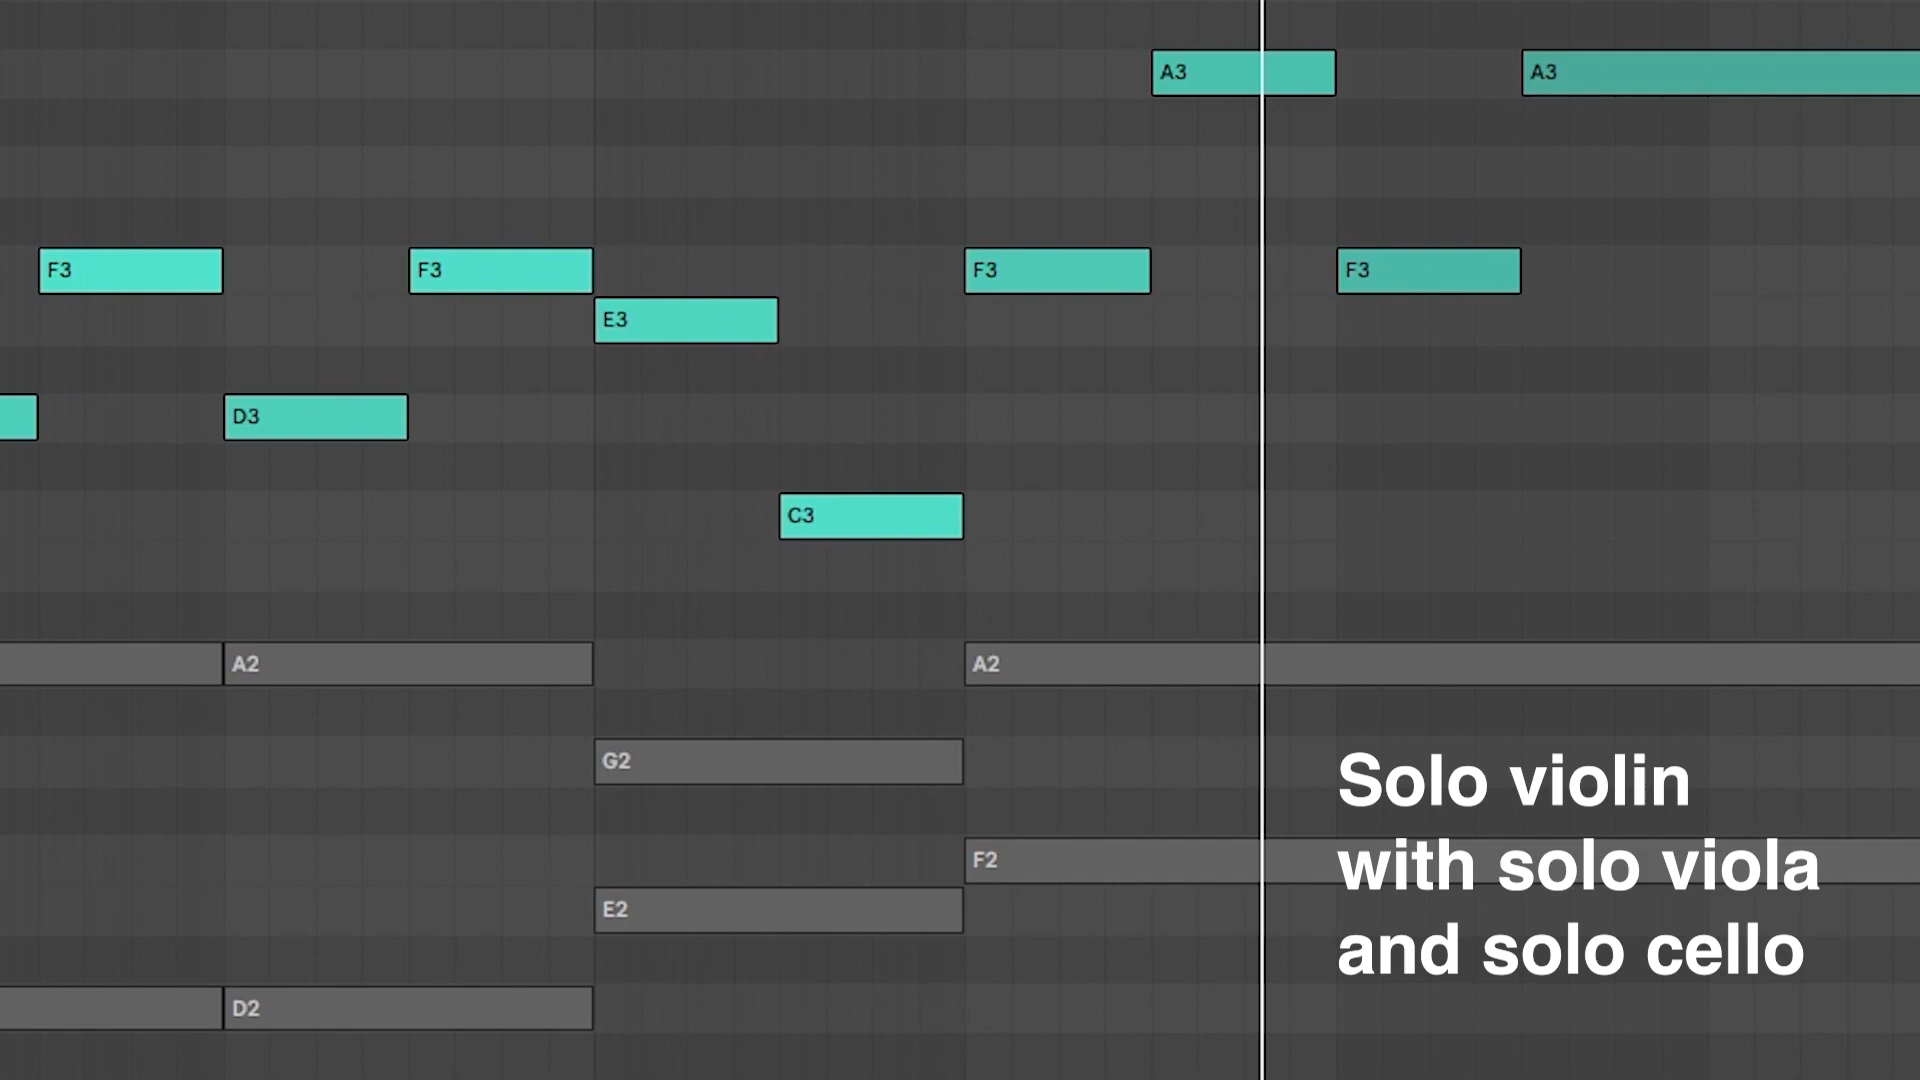 A3 A3
F3 F3 F3 F3
E3
D3
C3
A2 A2
G2
F2
E2
D2
Solo violin
with solo viola
and solo cello